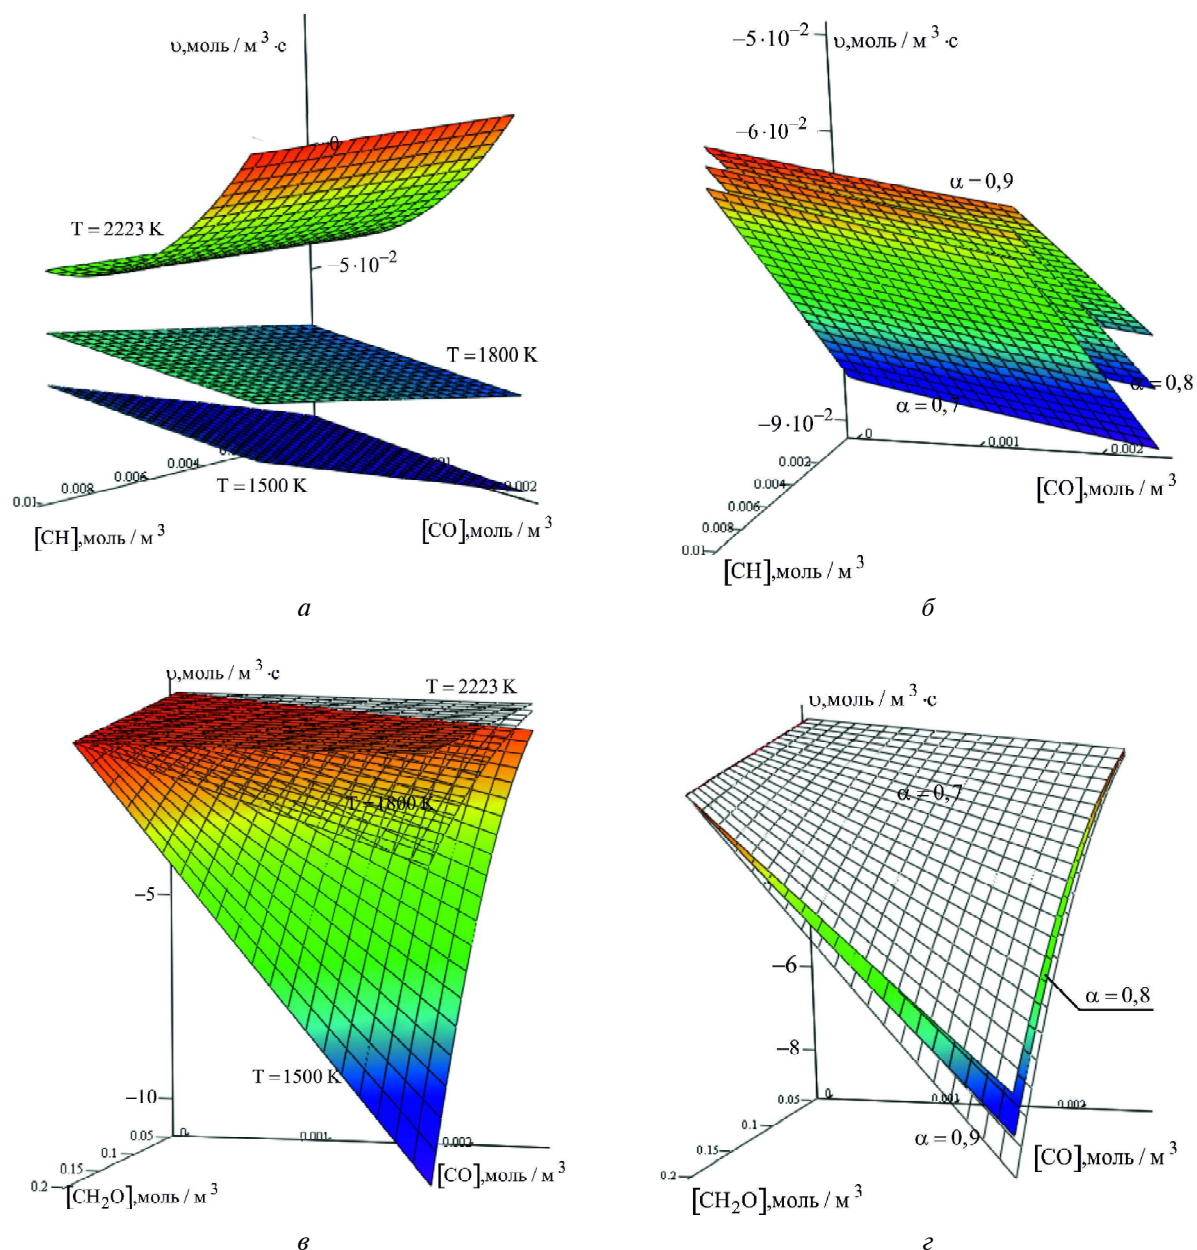 υ,моль / м³·с
0
T = 2223 K
−5·10⁻²
T = 1800 K
T = 1500 K
0.01 0.008 0.006 0.004
0.002
[CH],моль / м³
[CO],моль / м³
а
−5·10⁻² υ,моль / м³·с
−6·10⁻²
α = 0,9
α = 0,8
α = 0,7
−9·10⁻²
0 0.001 0.002
0.002
0.004
0.006
0.008
0.01
[CO],моль / м³
[CH],моль / м³
б
υ,моль / м³·с
T = 2223 K
T = 1800 K
−5
T = 1500 K
−10
0 0.001 0.002
0.05
0.1
0.15
0.2
[CH₂O],моль / м³
[CO],моль / м³
в
υ,моль / м³·с
α = 0,7
−6
α = 0,8
−8
0.05 0.001 0.002
0.1
0.15
0.2
α = 0,9
[CO],моль / м³
[CH₂O],моль / м³
г